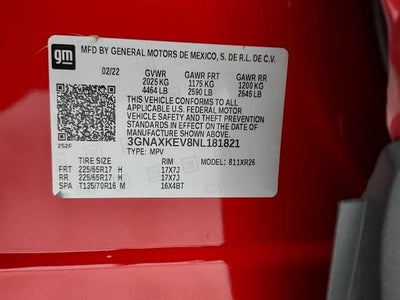 gm MFD BY GENERAL MOTORS DE MEXICO, S. DE R.L. DE C.V.
02/22 GVWR GAWR FRT GAWR RR
2025 KG 1175 KG 1200 KG
4464 LB 2590 LB 2645 LB
THIS VEHICLE CONFORMS TO ALL
APPLICABLE U.S. FEDERAL MOTOR
VEHICLE SAFETY AND THEFT PREVENTION
STANDARDS IN EFFECT ON THE DATE OF
MANUFACTURE SHOWN ABOVE.
252F 3GNAXKEV8NL181821
TYPE: MPV MODEL: 811XR26
TIRE SIZE RIM
FRT 225/65R17 H 17X7J
RR 225/65R17 H 17X7J
SPA T135/70R16 M 16X4BT